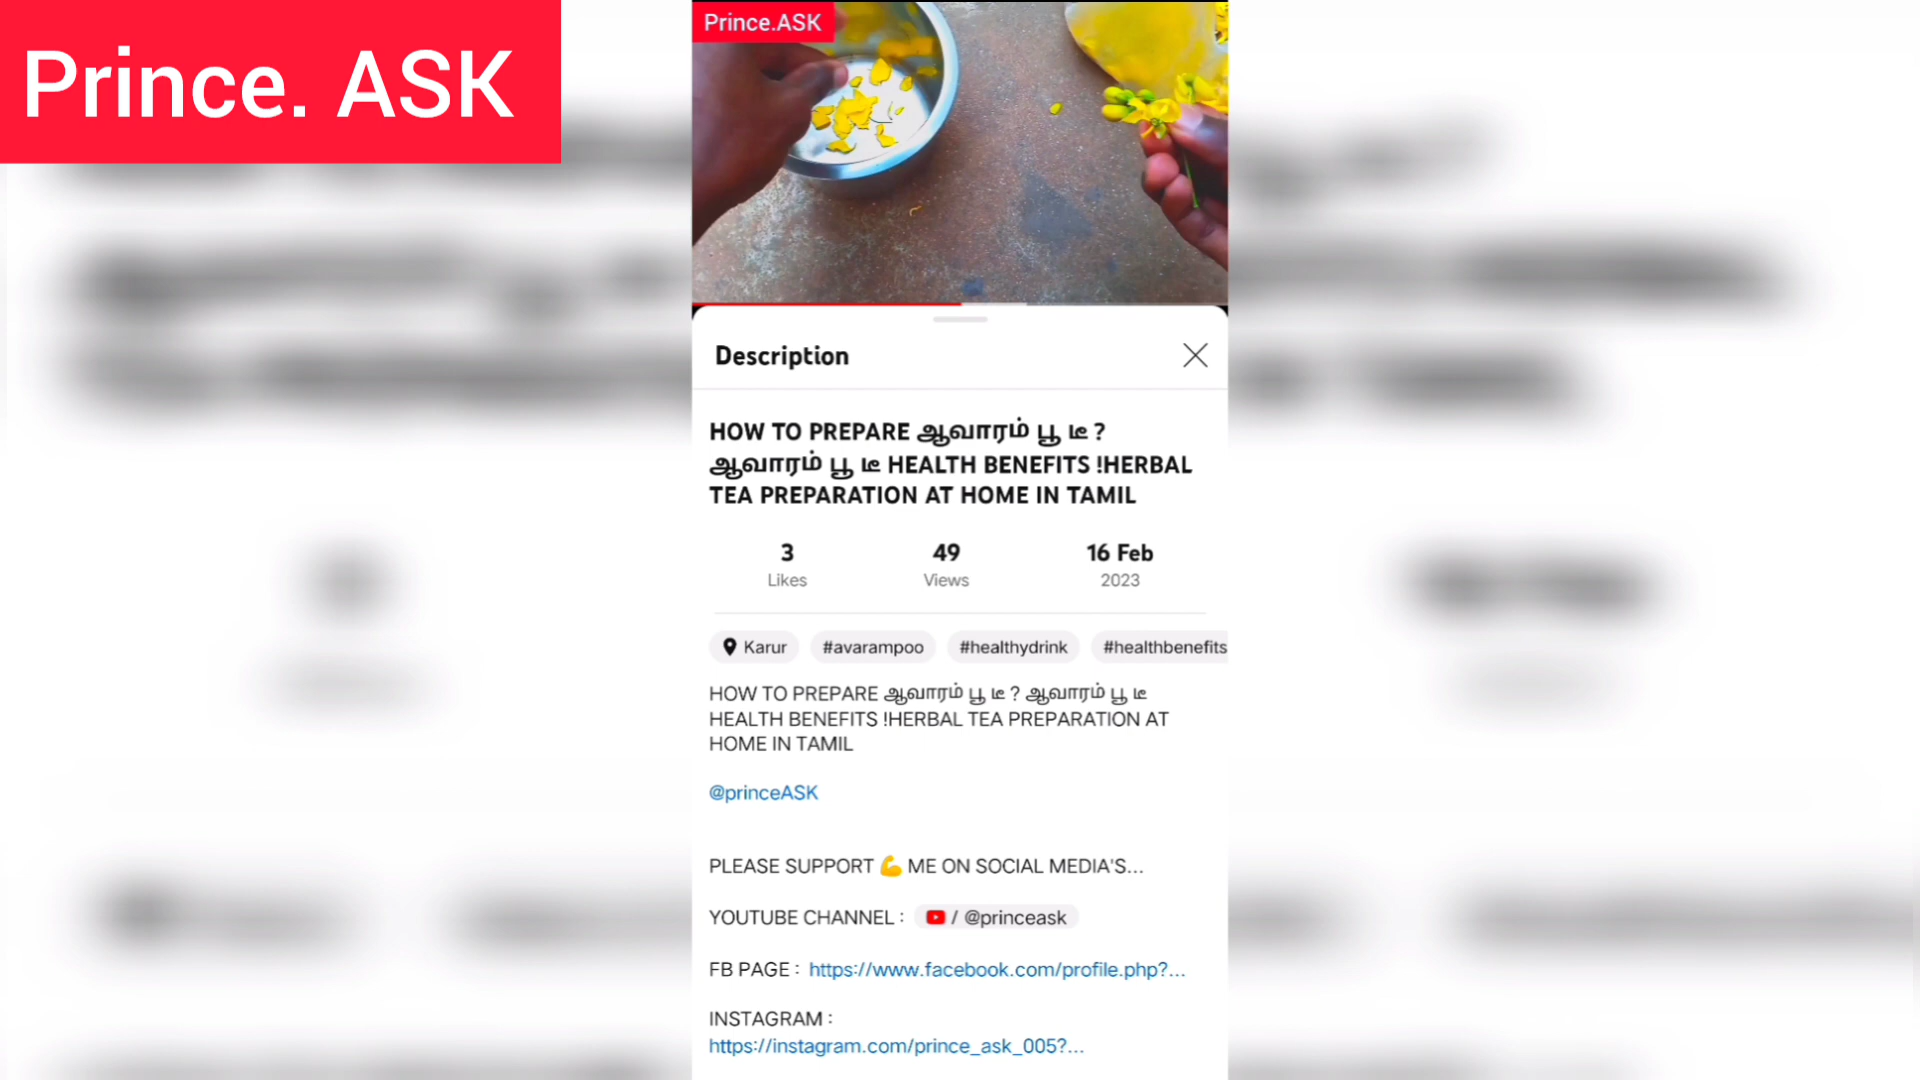 Prince. ASK
Prince.ASK
Description
HOW TO PREPARE ஆவாரம் பூ டீ ?
ஆவாரம் பூ டீ HEALTH BENEFITS !HERBAL
TEA PREPARATION AT HOME IN TAMIL
3 49 16 Feb
Likes Views 2023
Karur #avarampoo #healthydrink #healthbenefits
HOW TO PREPARE ஆவாரம் பூ டீ ? ஆவாரம் பூ டீ
HEALTH BENEFITS !HERBAL TEA PREPARATION AT
HOME IN TAMIL
@princeASK
PLEASE SUPPORT 💪 ME ON SOCIAL MEDIA'S...
YOUTUBE CHANNEL : / @princeask
FB PAGE : https://www.facebook.com/profile.php?...
INSTAGRAM :
https://instagram.com/prince_ask_005?...